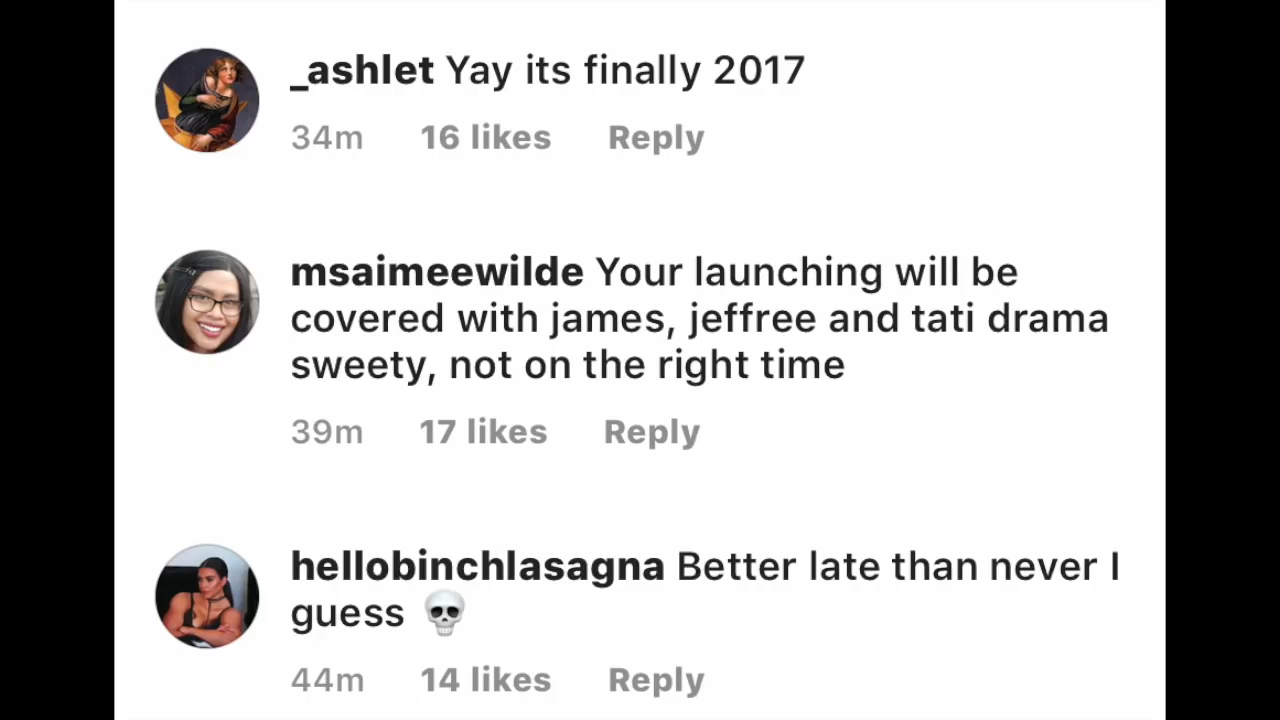 _ashlet Yay its finally 2017
34m 16 likes Reply
msaimeewilde Your launching will be
covered with james, jeffree and tati drama
sweety, not on the right time
39m 17 likes Reply
hellobinchlasagna Better late than never I
guess 💀
44m 14 likes Reply